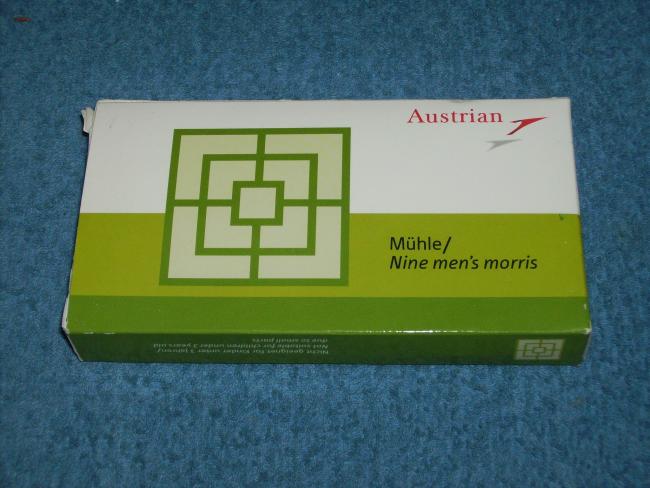 Austrian
Mühle/
Nine men's morris
Nicht geeignet für Kinder unter 3 Jahren/
Not suitable for children under 3 years old
due to small parts